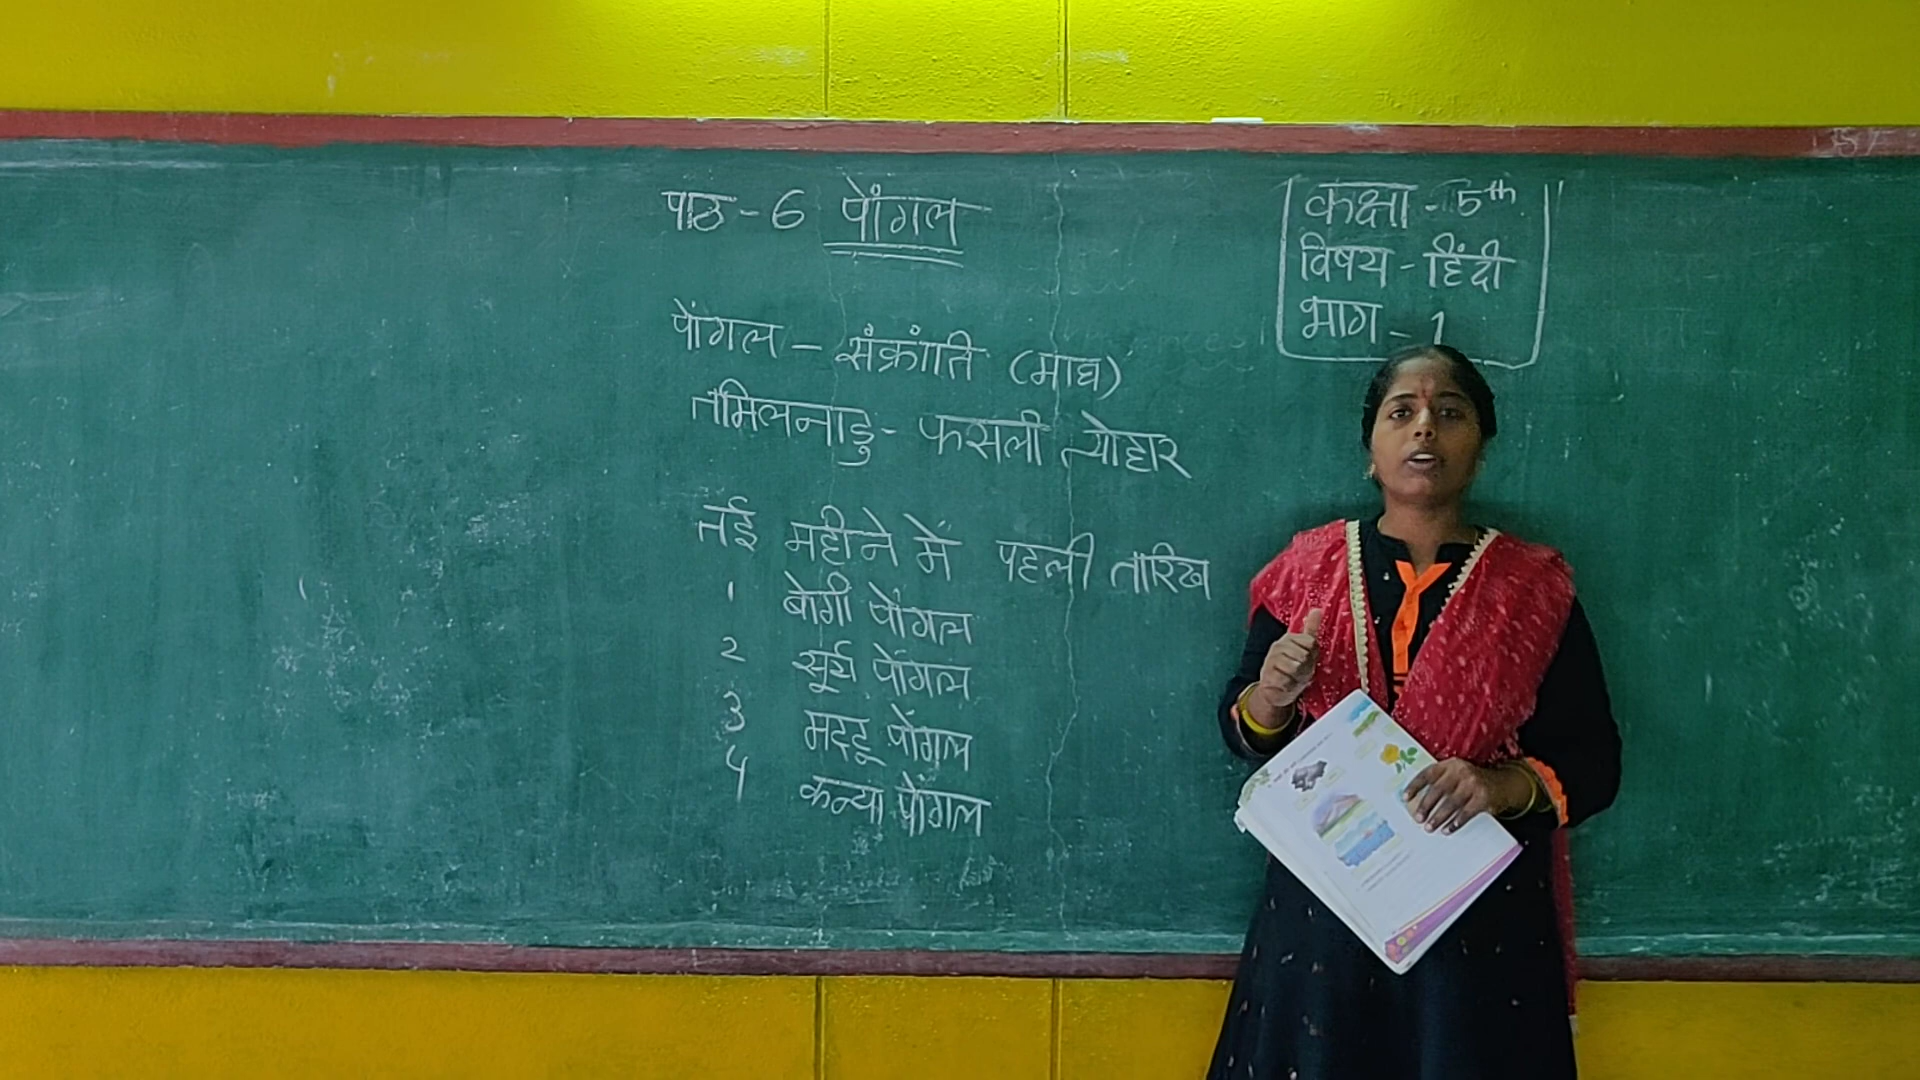 पाठ - 6 पोंगल
कक्षा - 5th
विषय - हिंदी
भाग - 1
पोंगल - संक्रांति (माघ)
तमिलनाडु - फसली त्योहार
नई महीने में पहली तारिख
1 बोगी पोंगल
2 सूर्य पोंगल
3 मट्टू पोंगल
4 कन्या पोंगल